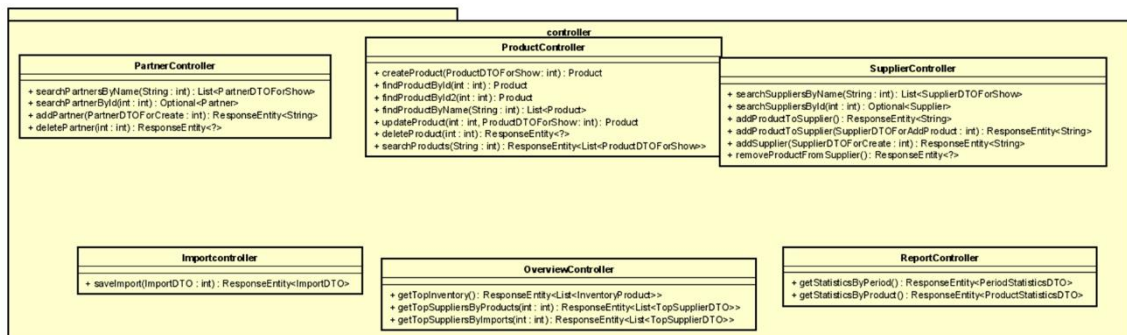 controller
PartnerController
+ searchPartnersByName(String : int) : List<PartnerDTOForShow>
+ searchPartnerById(int : int) : Optional<Partner>
+ addPartner(PartnerDTOForCreate : int) : ResponseEntity<String>
+ deletePartner(int : int) : ResponseEntity<?>
ProductController
+ createProduct(ProductDTOForShow : int) : Product
+ findProductById(int : int) : Product
+ findProductById2(int : int) : Product
+ findProductByName(String : int) : List<Product>
+ updateProduct(int : int, ProductDTOForShow : int) : Product
+ deleteProduct(int : int) : ResponseEntity<?>
+ searchProducts(String : int) : ResponseEntity<List<ProductDTOForShow>>
SupplierController
+ searchSuppliersByName(String : int) : List<SupplierDTOForShow>
+ searchSuppliersById(int : int) : Optional<Supplier>
+ addProductToSupplier() : ResponseEntity<String>
+ addProductToSupplier(SupplierDTOForAddProduct : int) : ResponseEntity<String>
+ addSupplier(SupplierDTOForCreate : int) : ResponseEntity<String>
+ removeProductFromSupplier() : ResponseEntity<?>
Importcontroller
+ saveImport(ImportDTO : int) : ResponseEntity<ImportDTO>
OverviewController
+ getTopInventory() : ResponseEntity<List<InventoryProduct>>
+ getTopSuppliersByProducts(int : int) : ResponseEntity<List<TopSupplierDTO>>
+ getTopSuppliersByImports(int : int) : ResponseEntity<List<TopSupplierDTO>>
ReportController
+ getStatisticsByPeriod() : ResponseEntity<PeriodStatisticsDTO>
+ getStatisticsByProduct() : ResponseEntity<ProductStatisticsDTO>